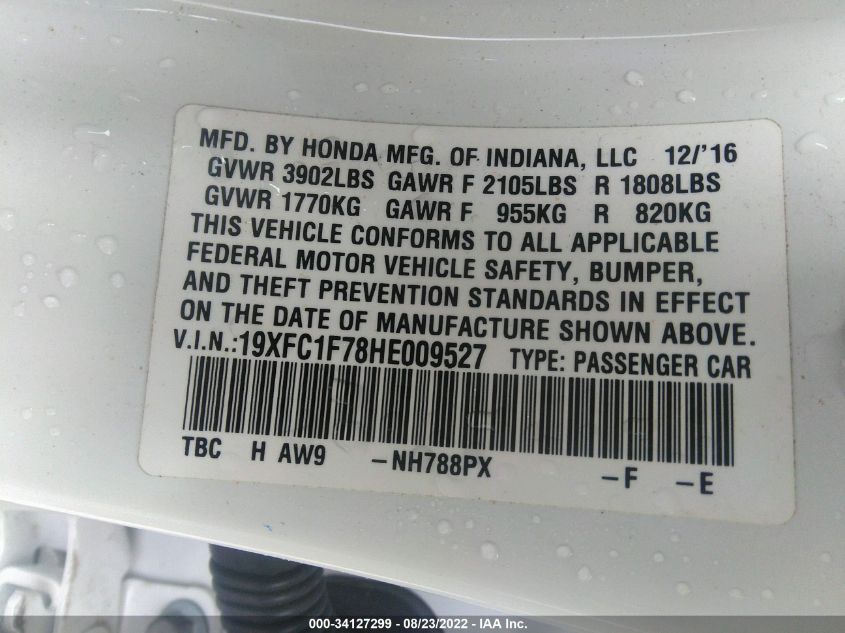 MFD. BY HONDA MFG. OF INDIANA, LLC 12/'16
GVWR 3902LBS GAWR F 2105LBS R 1808LBS
GVWR 1770KG GAWR F 955KG R 820KG
THIS VEHICLE CONFORMS TO ALL APPLICABLE
FEDERAL MOTOR VEHICLE SAFETY, BUMPER,
AND THEFT PREVENTION STANDARDS IN EFFECT
ON THE DATE OF MANUFACTURE SHOWN ABOVE.
V.I.N.:19XFC1F78HE009527 TYPE: PASSENGER CAR
TBC H AW9 -NH788PX -F -E
000-34127299 - 08/23/2022 - IAA Inc.